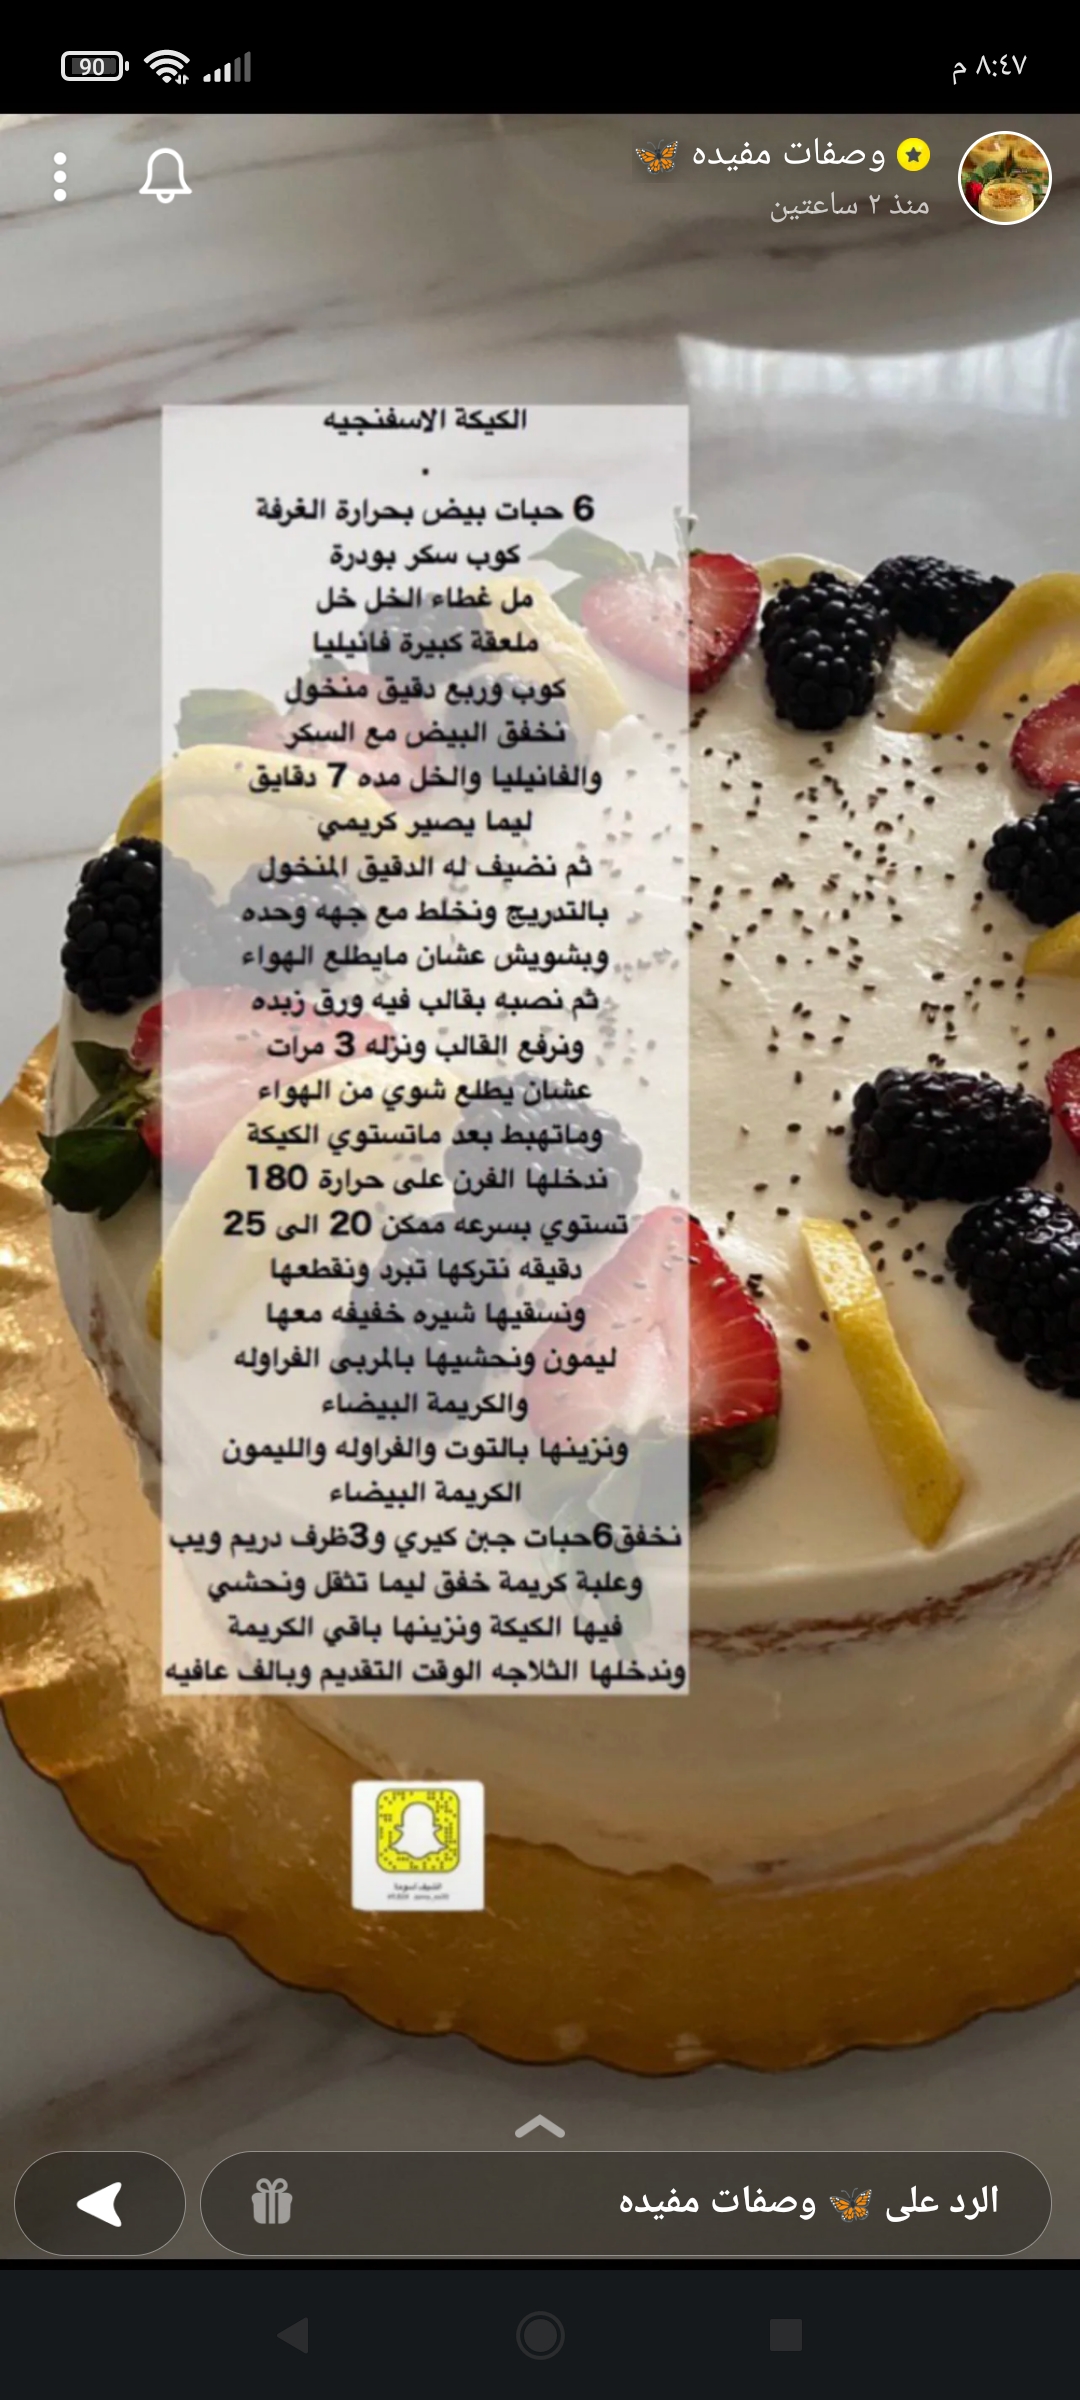 ٨:٤٧ م
90
وصفات مفيده 🦋
منذ ٢ ساعتين
الكيكة الاسفنجيه
.
6 حبات بيض بحرارة الغرفة
كوب سكر بودرة
مل غطاء الخل خل
ملعقة كبيرة فانيليا
كوب وربع دقيق منخول
نخفق البيض مع السكر
والفانيليا والخل مده 7 دقايق
ليما يصير كريمي
ثم نضيف له الدقيق المنخول
بالتدريج ونخلط مع جهه وحده
وبشويش عشان مايطلع الهواء
ثم نصبه بقالب فيه ورق زبده
ونرفع القالب ونزله 3 مرات
عشان يطلع شوي من الهواء
وماتهبط بعد ماتستوي الكيكة
ندخلها الفرن على حرارة 180
تستوي بسرعه ممكن 20 الى 25
دقيقه نتركها تبرد ونقطعها
ونسقيها شيره خفيفه معها
ليمون ونحشيها بالمربى الفراوله
والكريمة البيضاء
ونزينها بالتوت والفراوله والليمون
الكريمة البيضاء
نخفق6حبات جبن كيري و3ظرف دريم ويب
وعلبة كريمة خفق ليما تثقل ونحشي
فيها الكيكة ونزينها باقي الكريمة
وندخلها الثلاجه الوقت التقديم وبالف عافيه
الرد على 🦋 وصفات مفيده